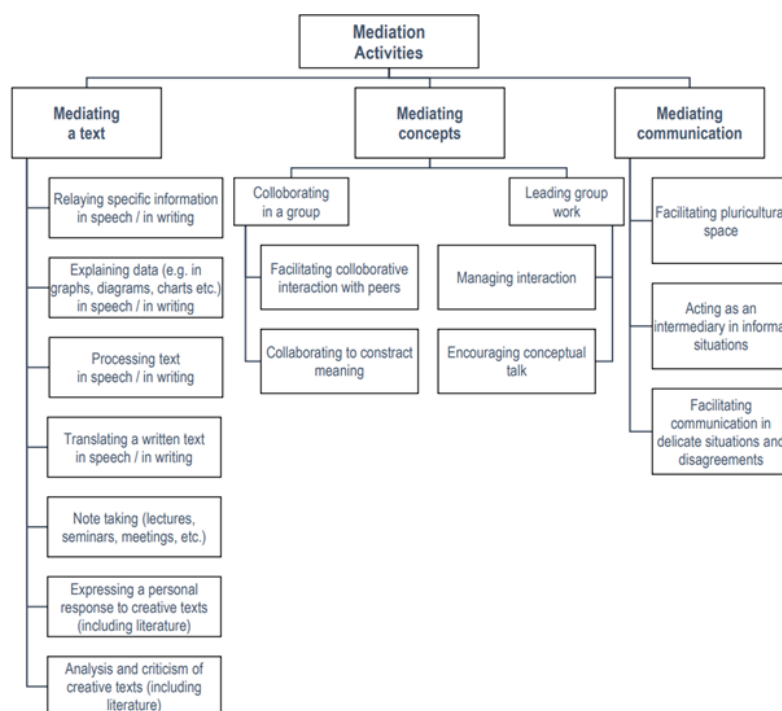 Mediation
Activities
Mediating
a text
Relaying specific information
in speech / in writing
Explaining data (e.g. in
graphs, diagrams, charts etc.)
in speech / in writing
Processing text
in speech / in writing
Translating a written text
in speech / in writing
Note taking (lectures,
seminars, meetings, etc.)
Expressing a personal
response to creative texts
(including literature)
Analysis and criticism of
creative texts (including
literature)
Mediating
concepts
Colloborating
in a group
Facilitating colloborative
interaction with peers
Collaborating to constract
meaning
Leading group
work
Managing interaction
Encouraging conceptual
talk
Mediating
communication
Facilitating pluricultura
space
Acting as an
intermediary in informa
situations
Facilitating
communication in
delicate situations and
disagreements